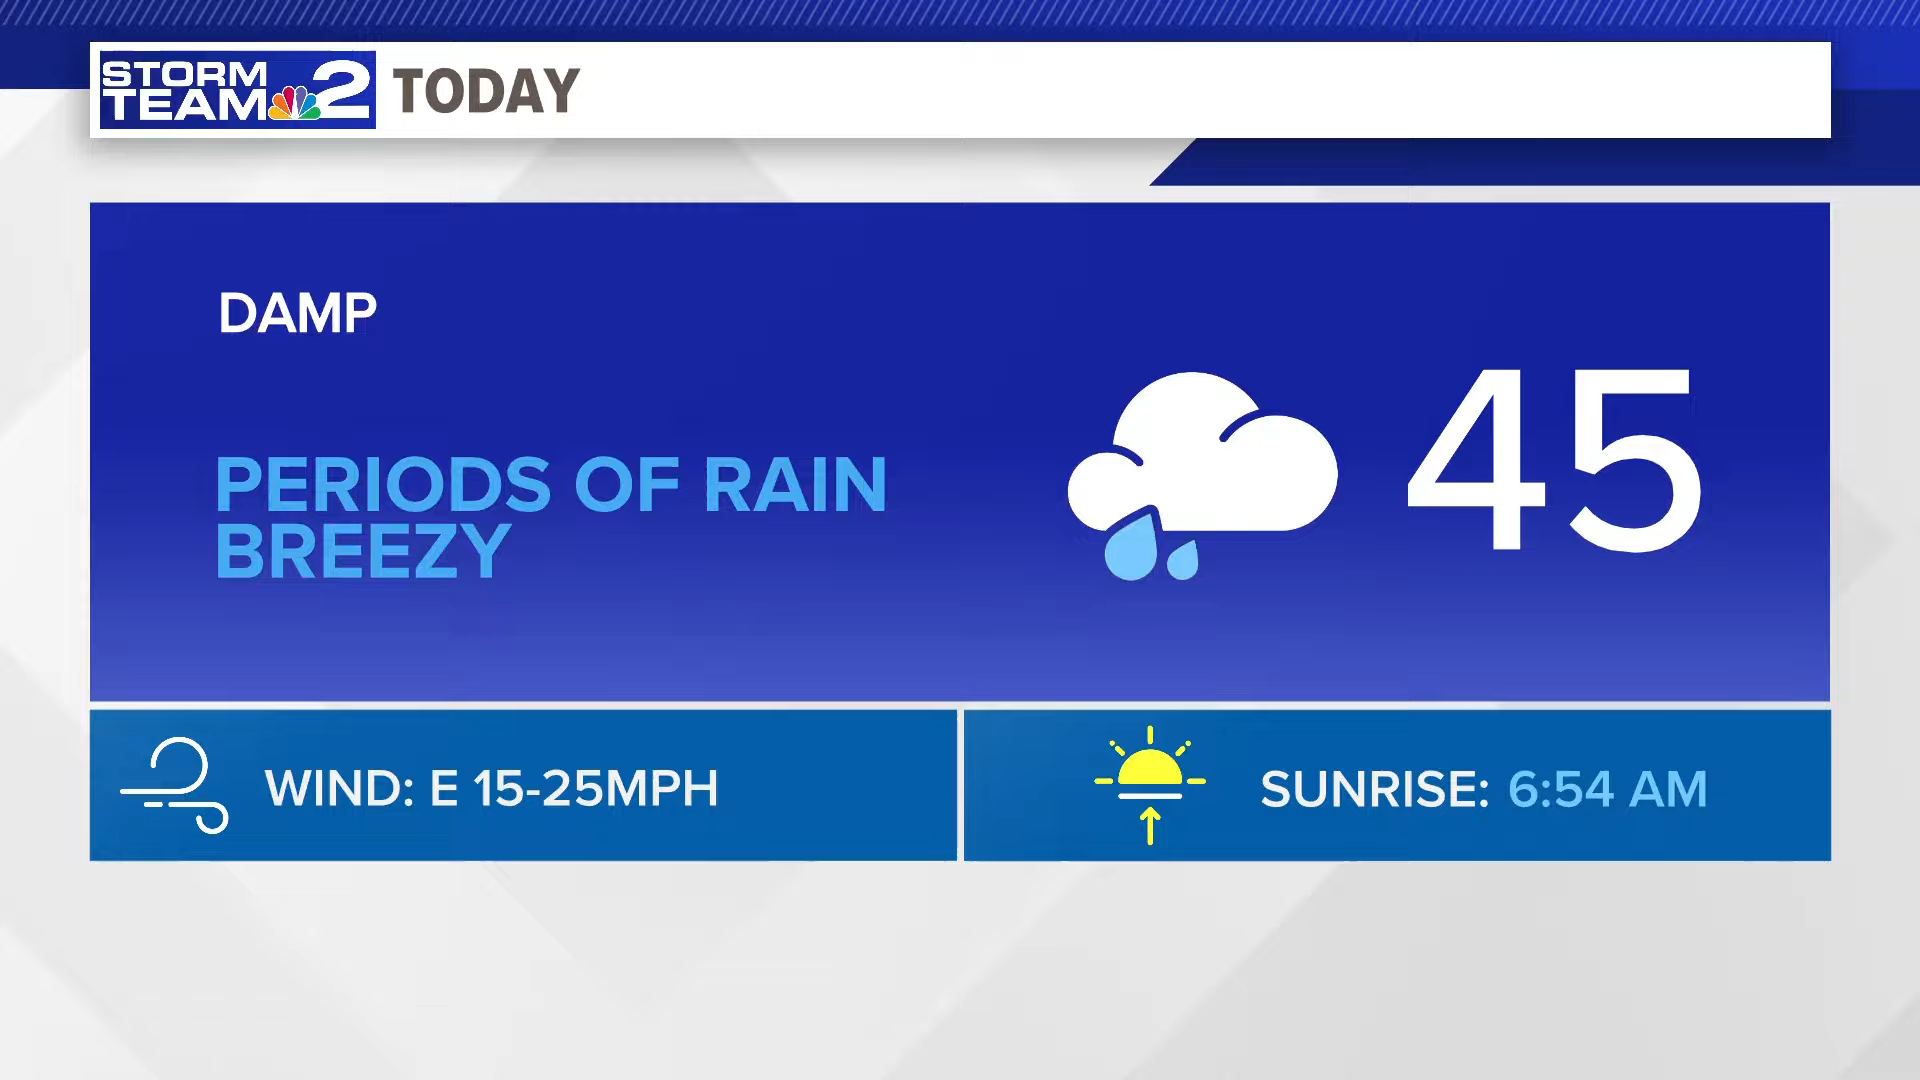 STORM
TEAM 2
TODAY
DAMP
PERIODS OF RAIN
BREEZY
45
WIND: E 15-25MPH
SUNRISE: 6:54 AM